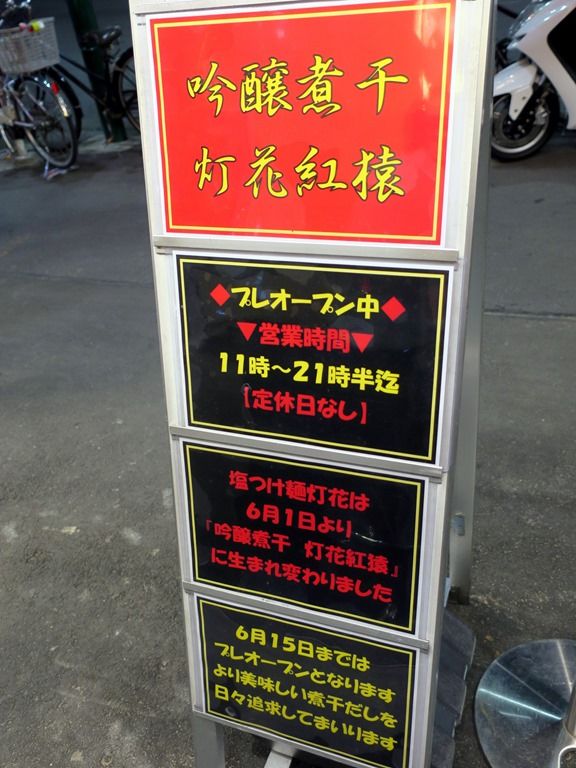 吟醸煮干
灯花紅猿
◆プレオープン中◆
▼営業時間▼
11時～21時半迄
【定休日なし】
塩つけ麺灯花は
6月1日より
『吟醸煮干 灯花紅猿』
に生まれ変わりました
6月15日までは
プレオープンとなります
より美味しい煮干だしを
日々追求してまいります